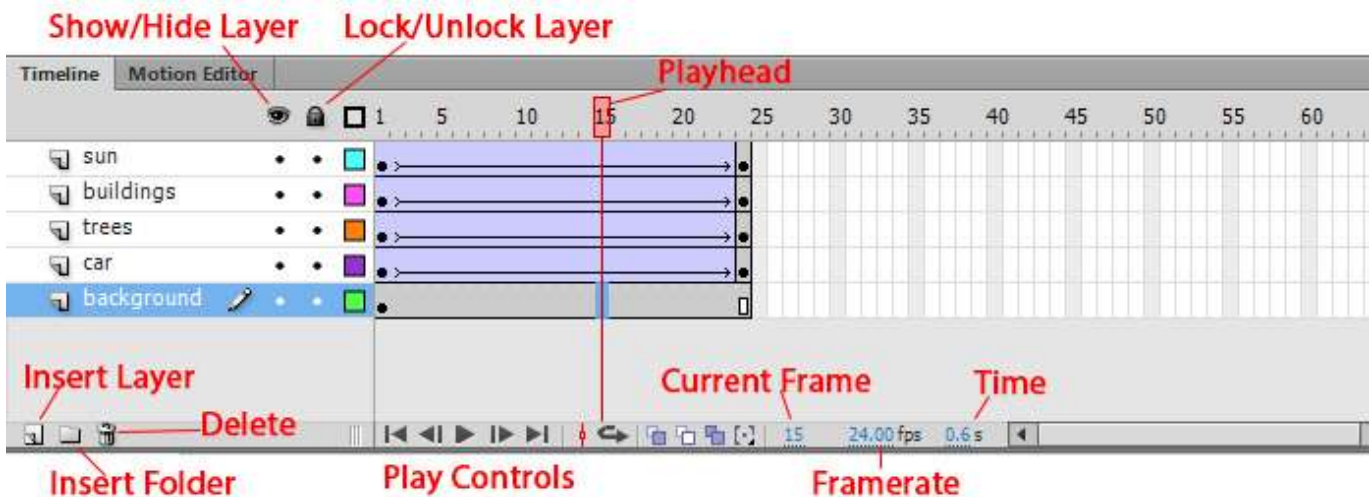 Show/Hide Layer Lock/Unlock Layer
Timeline Motion Editor Playhead
1 5 10 15 20 25 30 35 40 45 50 55 60
sun
buildings
trees
car
background
Insert Layer Current Frame Time
Delete
15 24.00 fps 0.6 s
Insert Folder Play Controls Framerate